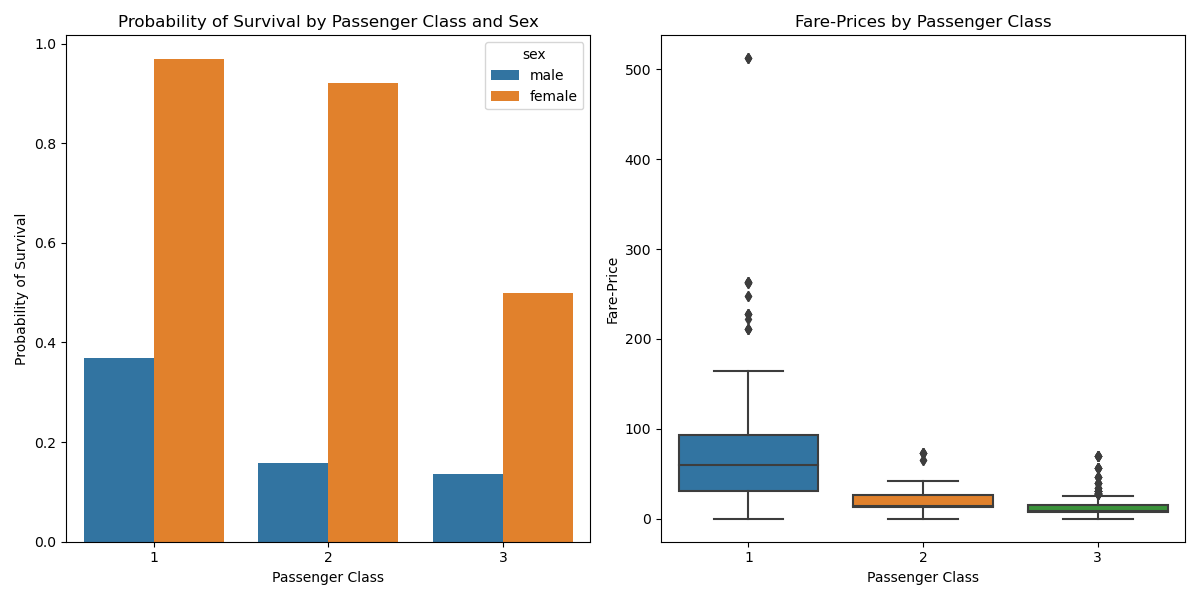 Probability of Survival by Passenger Class and Sex
sex
male
female
1.0
0.8
0.6
0.4
0.2
0.0
Probability of Survival
1 2 3
Passenger Class
Fare-Prices by Passenger Class
500
400
300
200
100
0
Fare-Price
1 2 3
Passenger Class